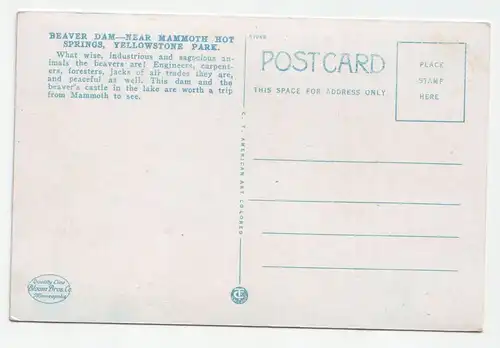 BEAVER DAM—NEAR MAMMOTH HOT
SPRINGS, YELLOWSTONE PARK.
What wise, industrious and sagacious an-
imals the beavers are! Engineers, carpent-
ers, foresters, jacks of all trades they are,
and peaceful as well. This dam and the
beaver's castle in the lake are worth a trip
from Mammoth to see.
POST CARD
THIS SPACE FOR ADDRESS ONLY
PLACE
STAMP
HERE
C. T. AMERICAN ART COLORED
Quality Line
Bloom Bros. Co.
Minneapolis